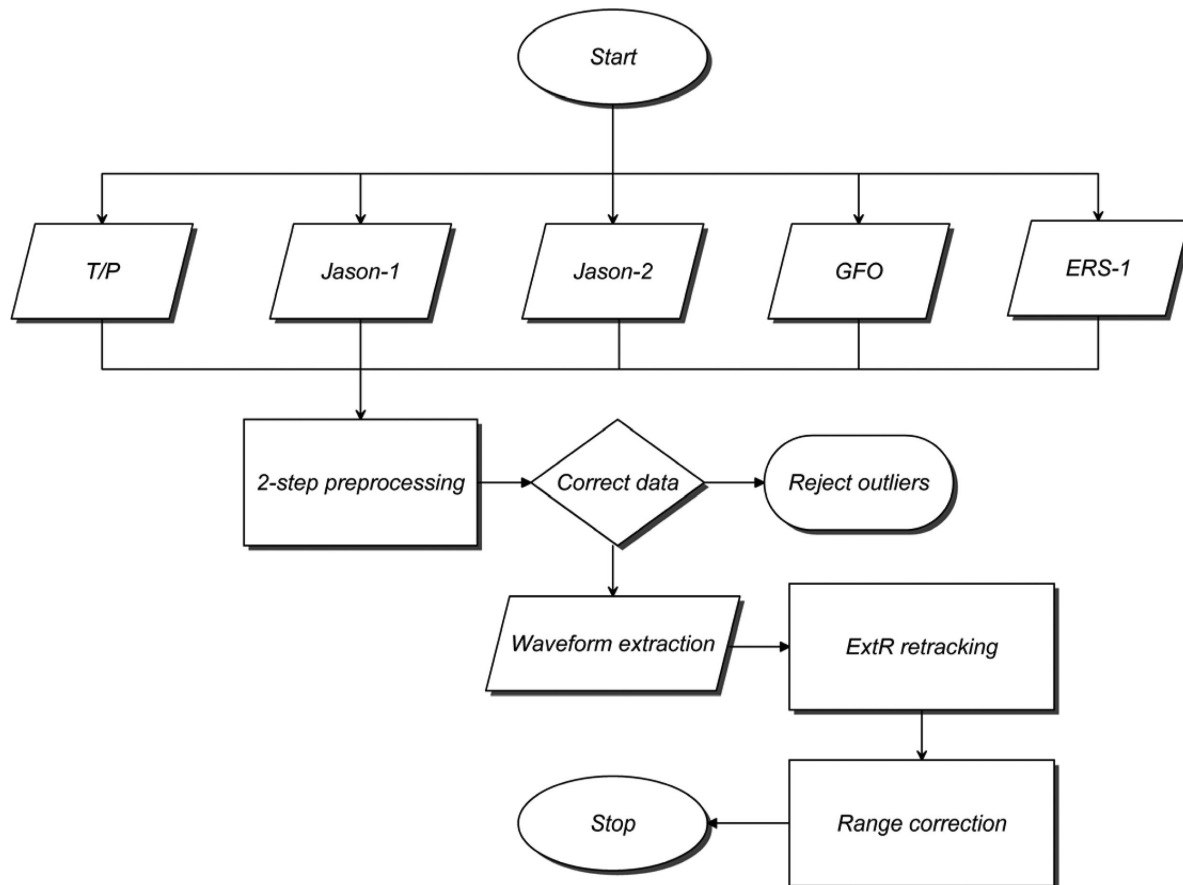 Start
T/P
Jason-1
Jason-2
GFO
ERS-1
2-step preprocessing
Correct data
Reject outliers
Waveform extraction
ExtR retracking
Stop
Range correction